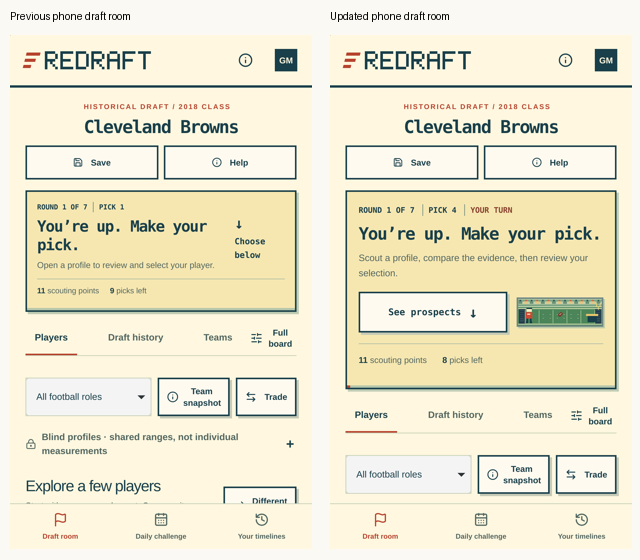 Previous phone draft room
REDRAFT
GM
HISTORICAL DRAFT / 2018 CLASS
Cleveland Browns
Save
Help
ROUND 1 OF 7 | PICK 1
You're up. Make your
pick.
Choose
below
Open a profile to review and select your player.
11 scouting points 9 picks left
Players
Draft history
Teams
Full
board
All football roles
Team
snapshot
Trade
Blind profiles · shared ranges, not individual
measurements
+
Explore a few players
Different
Draft room
Daily challenge
Your timelines
Updated phone draft room
REDRAFT
GM
HISTORICAL DRAFT / 2018 CLASS
Cleveland Browns
Save
Help
ROUND 1 OF 7 | PICK 4 | YOUR TURN
You're up. Make your pick.
Scout a profile, compare the evidence, then review your
selection.
See prospects ↓
11 scouting points 8 picks left
Players
Draft history
Teams
Full
board
All football roles
Team
snapshot
Trade
Draft room
Daily challenge
Your timelines